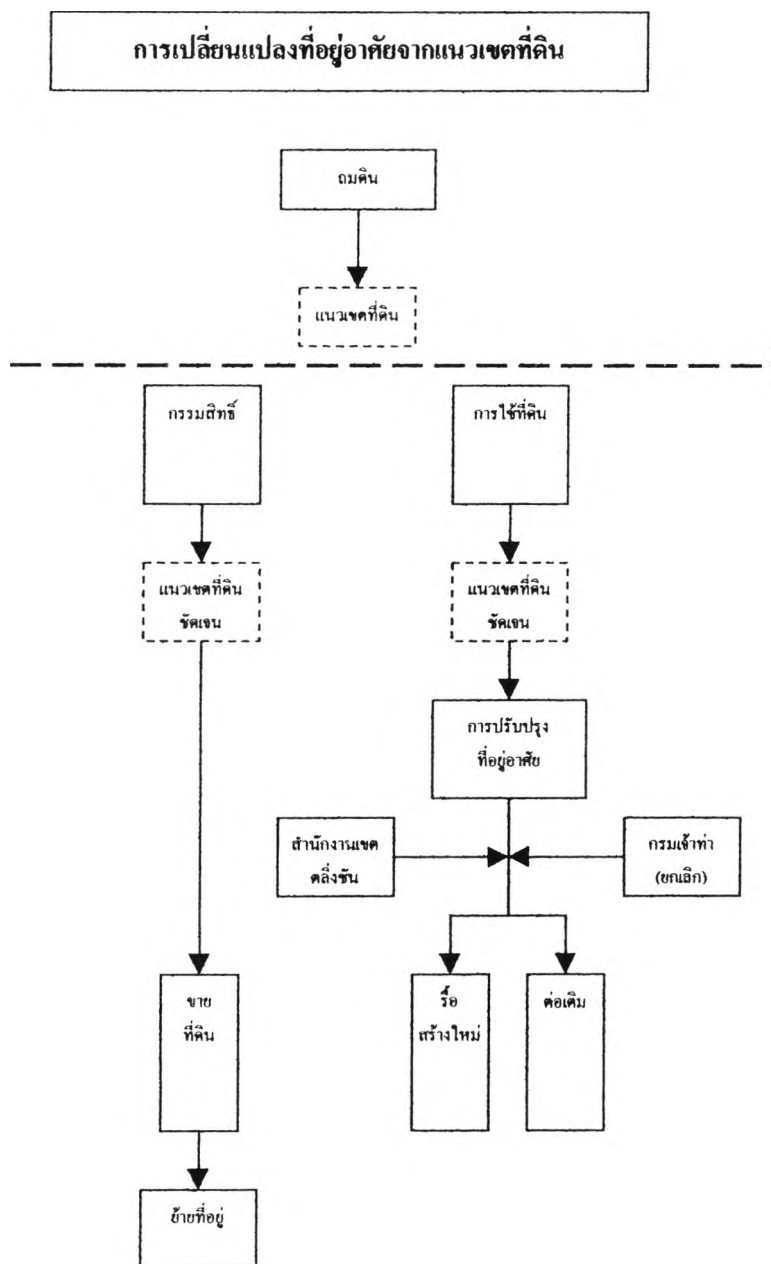 การเปลี่ยนแปลงที่อยู่อาศัยจากแนวเขตที่ดิน
ถมดิน
แนวเขตที่ดิน
กรรมสิทธิ์
การใช้ที่ดิน
แนวเขตที่ดิน
ชัดเจน
แนวเขตที่ดิน
ชัดเจน
การปรับปรุง
ที่อยู่อาศัย
สำนักงานเขต
ตลิ่งชัน
กรมเจ้าท่า
(ยกเลิก)
ขาย
ที่ดิน
รื้อ
สร้างใหม่
ต่อเติม
ย้ายที่อยู่